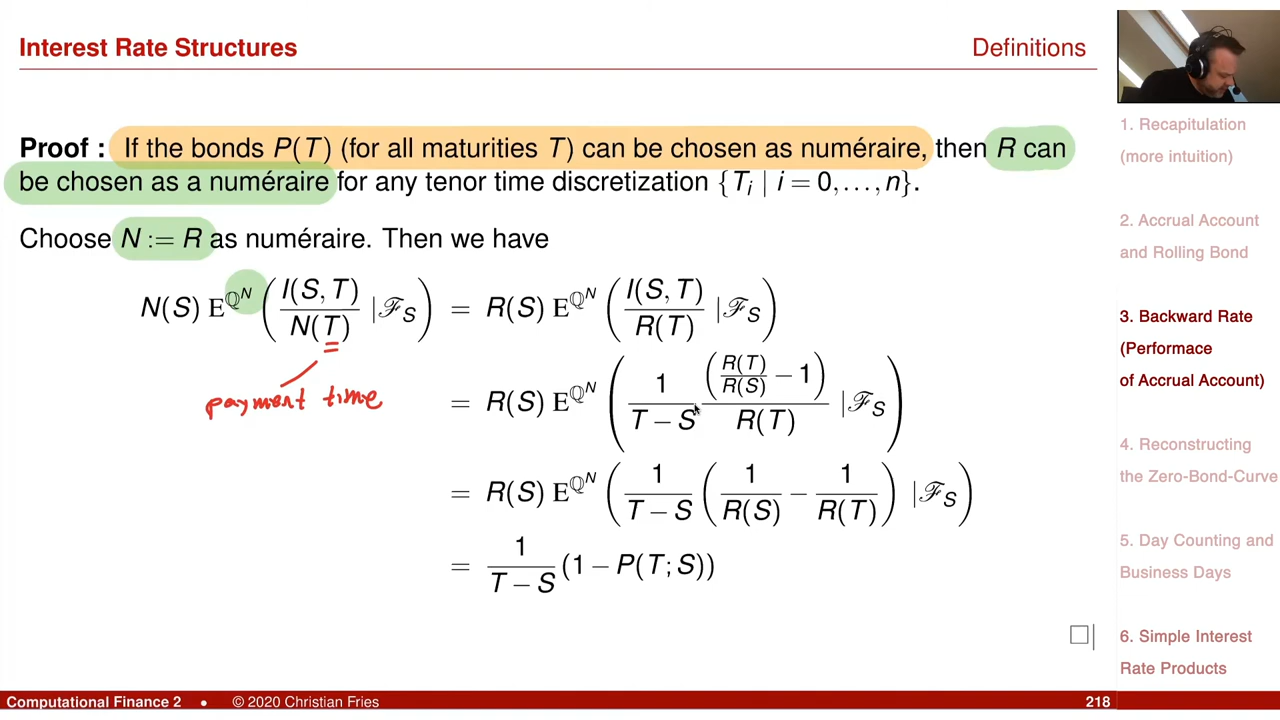 Interest Rate Structures
Definitions
Proof : If the bonds P(T) (for all maturities T) can be chosen as numéraire, then R can
be chosen as a numéraire for any tenor time discretization {T_i | i = 0, …, n}.
Choose N := R as numéraire. Then we have
N(S) E^{ℚ^N} ( I(S, T) / N(T) | ℱ_S ) = R(S) E^{ℚ^N} ( I(S, T) / R(T) | ℱ_S )
payment time
= R(S) E^{ℚ^N} ( 1 / (T − S) ( R(T) / R(S) − 1 ) / R(T) | ℱ_S )
= R(S) E^{ℚ^N} ( 1 / (T − S) ( 1 / R(S) − 1 / R(T) ) | ℱ_S )
= 1 / (T − S) (1 − P(T; S))
□
1. Recapitulation
(more intuition)
2. Accrual Account
and Rolling Bond
3. Backward Rate
(Performace
of Accrual Account)
4. Reconstructing
the Zero-Bond-Curve
5. Day Counting and
Business Days
6. Simple Interest
Rate Products
Computational Finance 2 • © 2020 Christian Fries
218